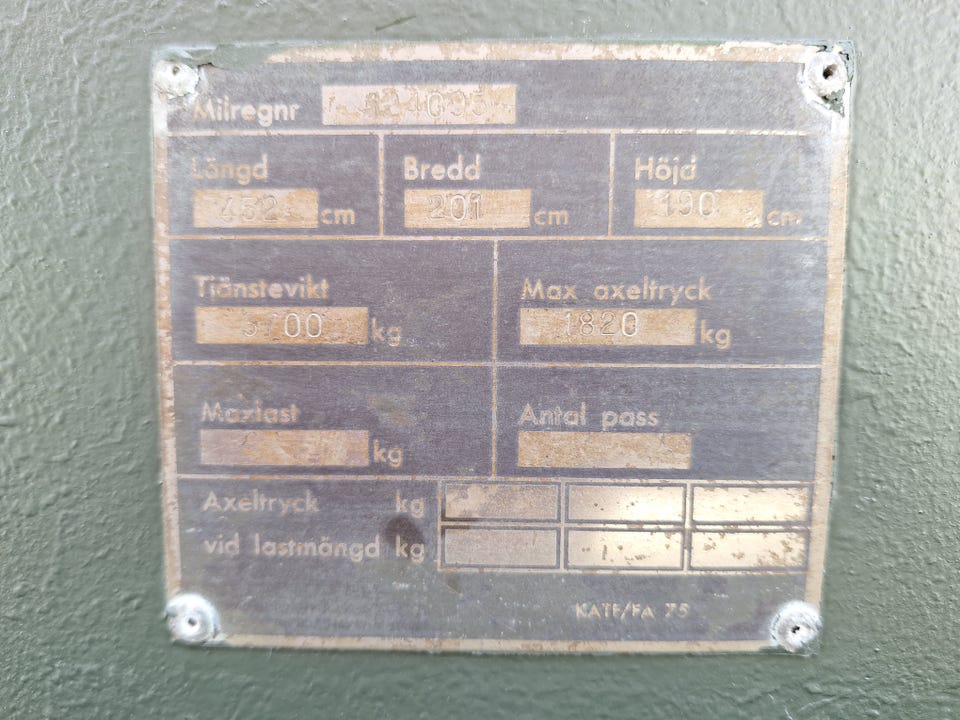 Milregnr
Längd Bredd Höjd
452 cm 201 cm 190 cm
Tjänstevikt Max axeltryck
3700 kg 1820 kg
Maxlast Antal pass
kg
Axeltryck kg
vid lastmängd kg
KATF/FA 75